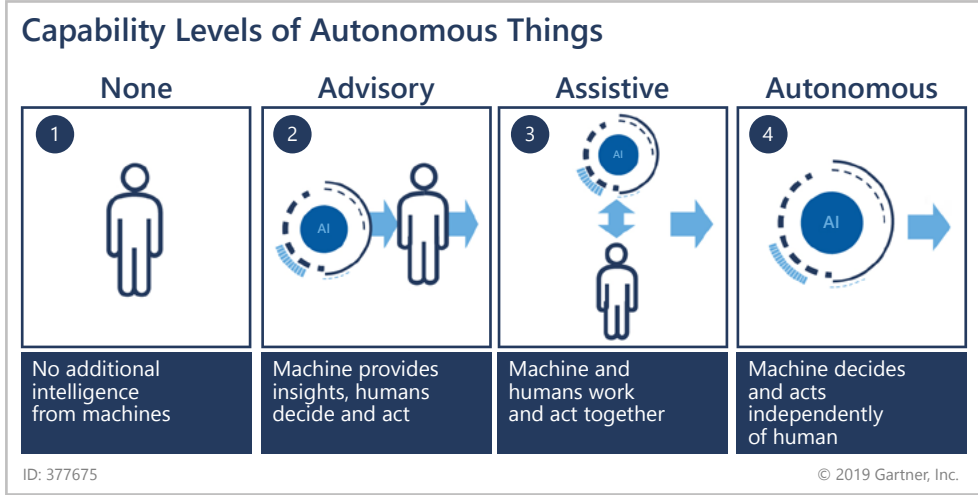 Capability Levels of Autonomous Things
None
Advisory
Assistive
Autonomous
1
2
3
4
AI
AI
AI
No additional
intelligence
from machines
Machine provides
insights, humans
decide and act
Machine and
humans work
and act together
Machine decides
and acts
independently
of human
ID: 377675
© 2019 Gartner, Inc.